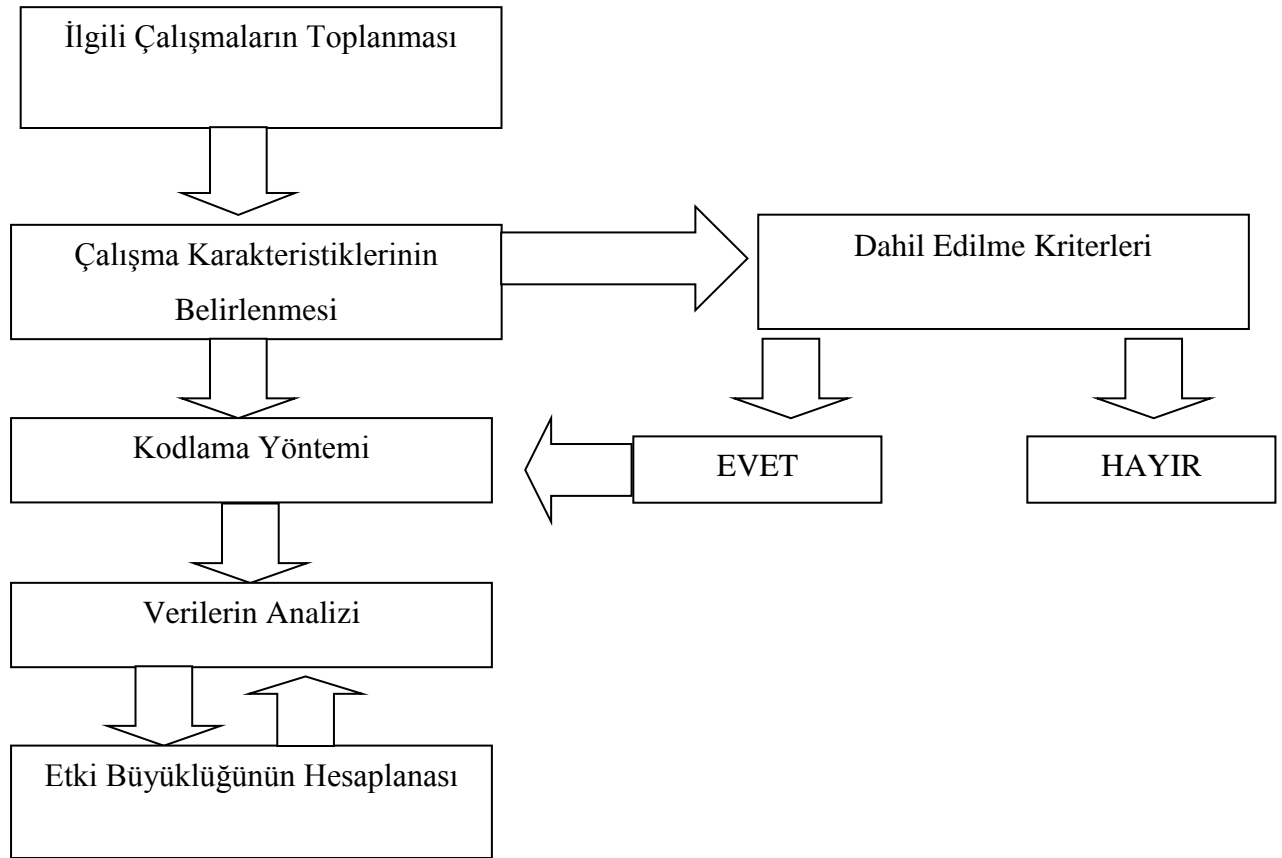 İlgili Çalışmaların Toplanması
Çalışma Karakteristiklerinin
Belirlenmesi
Dahil Edilme Kriterleri
Kodlama Yöntemi
EVET
HAYIR
Verilerin Analizi
Etki Büyüklüğünün Hesaplanası